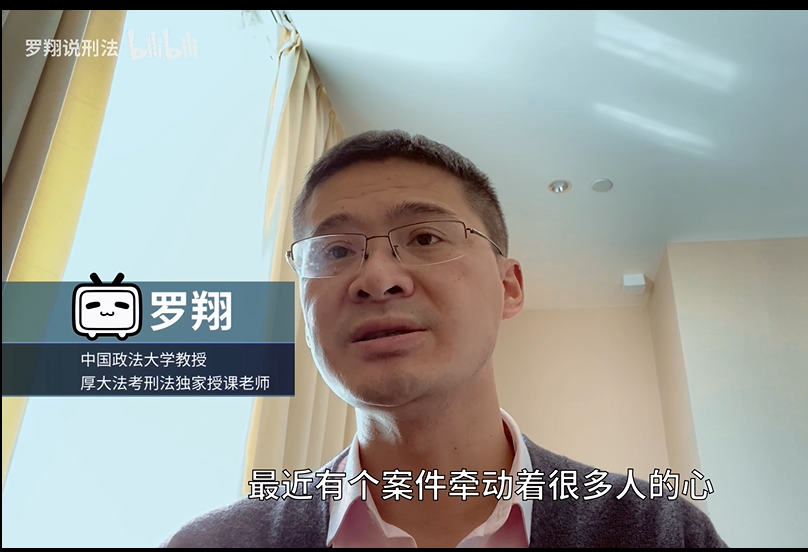 罗翔说刑法 bilibili
罗翔
中国政法大学教授
厚大法考刑法独家授课老师
最近有个案件牵动着很多人的心